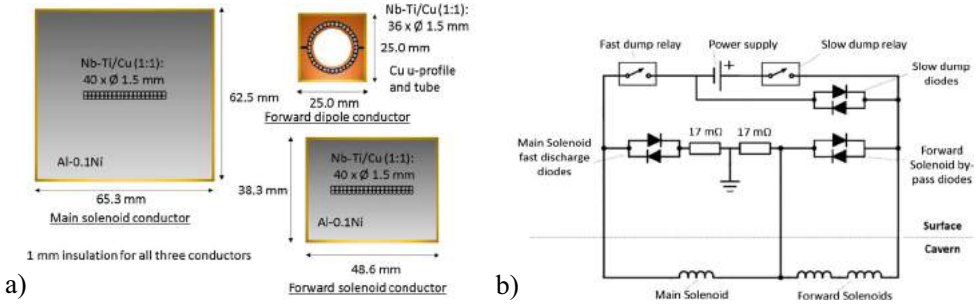 Nb-Ti/Cu (1:1):
40 x Ø 1.5 mm
62.5 mm
Al-0.1Ni
65.3 mm
Main solenoid conductor
1 mm insulation for all three conductors
a)
Nb-Ti/Cu (1:1):
36 x Ø 1.5 mm
25.0 mm
Cu u-profile
and tube
25.0 mm
Forward dipole conductor
Nb-Ti/Cu (1:1):
40 x Ø 1.5 mm
38.3 mm
Al-0.1Ni
48.6 mm
Forward solenoid conductor
b)
Fast dump relay
Power supply
Slow dump relay
+
Slow dump
diodes
Main Solenoid
fast discharge
diodes
17 mΩ
17 mΩ
Forward
Solenoid by-
pass diodes
Surface
Cavern
Main Solenoid
Forward Solenoids